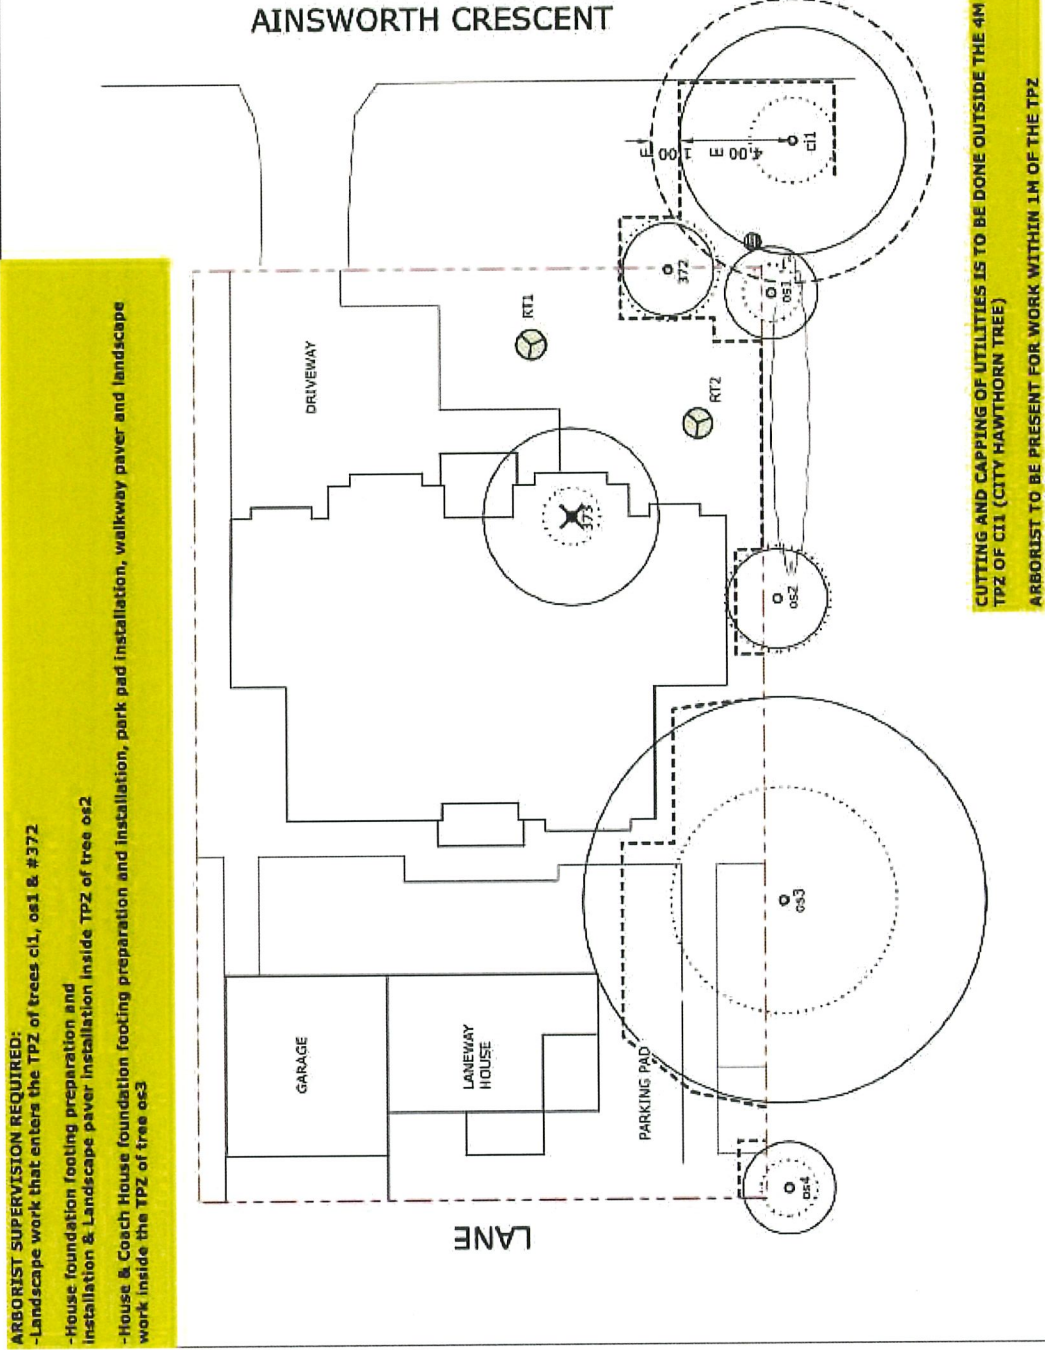 AINSWORTH CRESCENT
ARBORIST SUPERVISION REQUIRED:
-Landscape work that enters the TPZ of trees ci1, os1 & #372
-House foundation footing preparation and
installation & Landscape paver installation inside TPZ of tree os2
-House & Coach House foundation footing preparation and installation, park pad installation, walkway paver and landscape
work inside the TPZ of tree os3
CUTTING AND CAPPING OF UTILITIES IS TO BE DONE OUTSIDE THE 4M
TPZ OF CI1 (CITY HAWTHORN TREE)
ARBORIST TO BE PRESENT FOR WORK WITHIN 1M OF THE TPZ
1,00 E
4,00 E
ci1
372
os1
RT1
RT2
DRIVEWAY
373
os2
os3
GARAGE
LANEWAY
HOUSE
PARKING PAD
os4
LANE